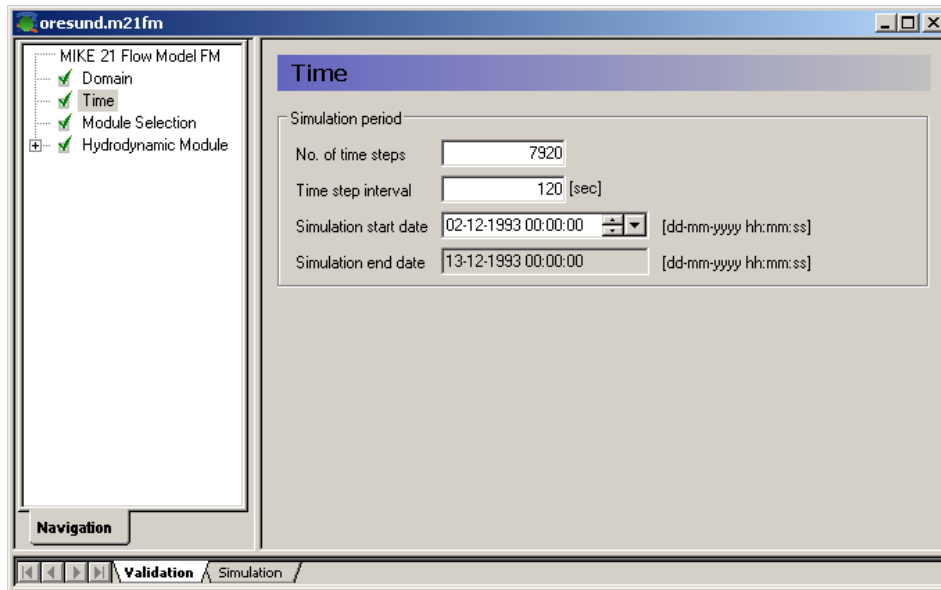 oresund.m21fm
MIKE 21 Flow Model FM
Domain
Time
Module Selection
Hydrodynamic Module
Navigation
Time
Simulation period
No. of time steps 7920
Time step interval 120 [sec]
Simulation start date 02-12-1993 00:00:00 [dd-mm-yyyy hh:mm:ss]
Simulation end date 13-12-1993 00:00:00 [dd-mm-yyyy hh:mm:ss]
Validation Simulation